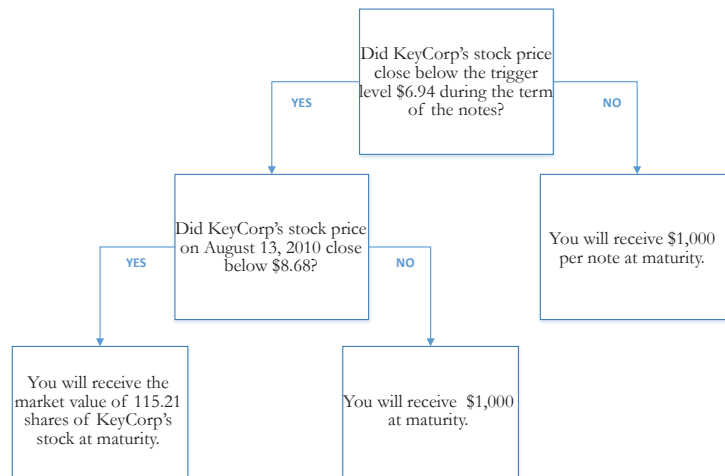 Did KeyCorp's stock price
close below the trigger
level $6.94 during the term
of the notes?
YES
NO
Did KeyCorp's stock price
on August 13, 2010 close
below $8.68?
You will receive $1,000
per note at maturity.
YES
NO
You will receive the
market value of 115.21
shares of KeyCorp's
stock at maturity.
You will receive $1,000
at maturity.